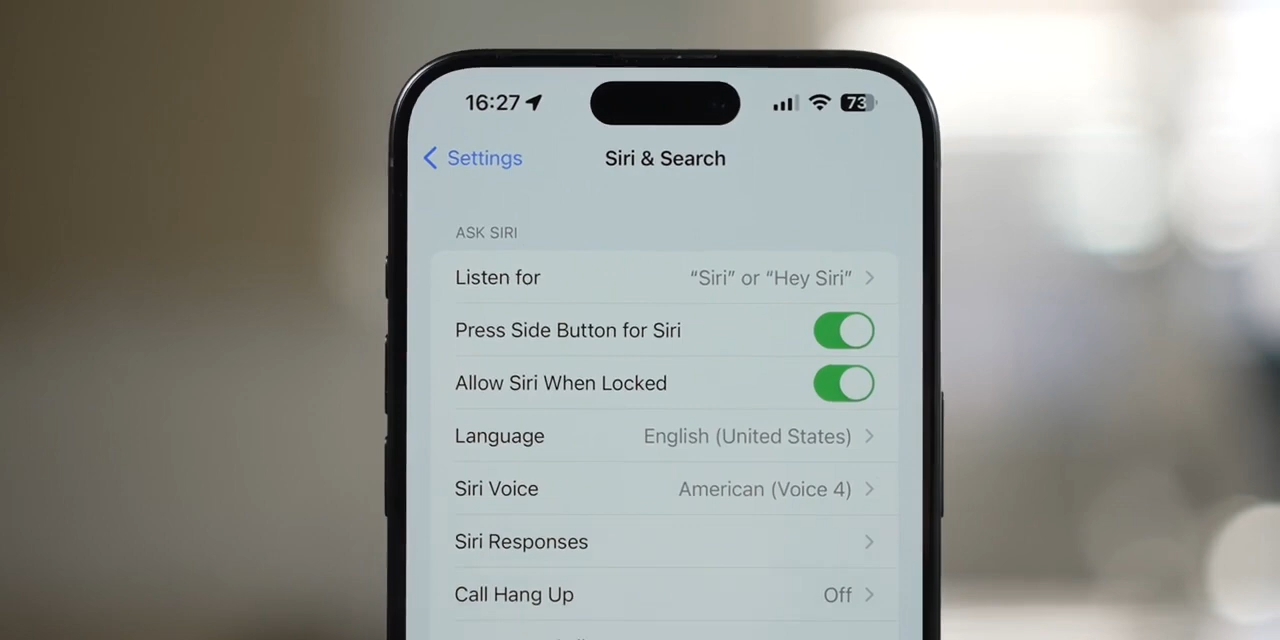 16:27 73
Settings Siri & Search
ASK SIRI
Listen for “Siri” or “Hey Siri”
Press Side Button for Siri
Allow Siri When Locked
Language English (United States)
Siri Voice American (Voice 4)
Siri Responses
Call Hang Up Off